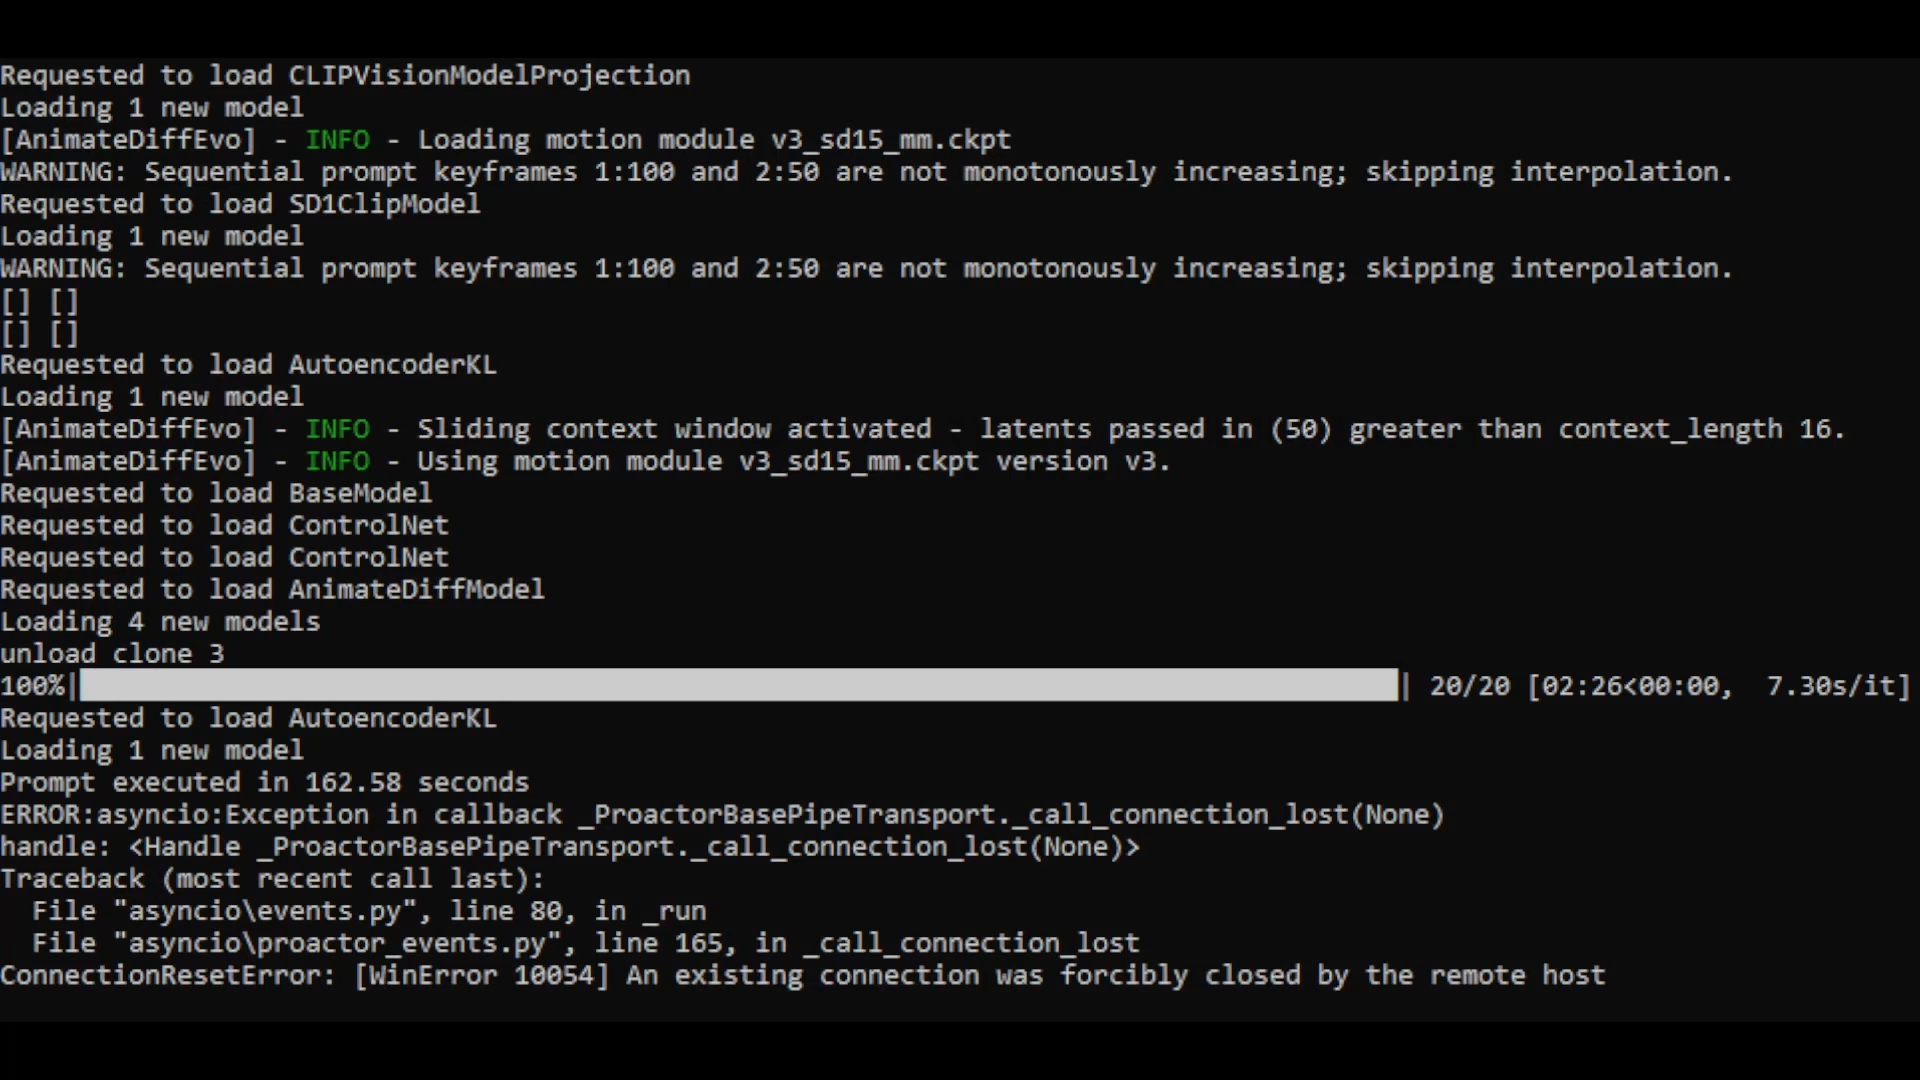 Requested to load CLIPVisionModelProjection
Loading 1 new model
[AnimateDiffEvo] - INFO - Loading motion module v3_sd15_mm.ckpt
WARNING: Sequential prompt keyframes 1:100 and 2:50 are not monotonously increasing; skipping interpolation.
Requested to load SD1ClipModel
Loading 1 new model
WARNING: Sequential prompt keyframes 1:100 and 2:50 are not monotonously increasing; skipping interpolation.
[] []
[] []
Requested to load AutoencoderKL
Loading 1 new model
[AnimateDiffEvo] - INFO - Sliding context window activated - latents passed in (50) greater than context_length 16.
[AnimateDiffEvo] - INFO - Using motion module v3_sd15_mm.ckpt version v3.
Requested to load BaseModel
Requested to load ControlNet
Requested to load ControlNet
Requested to load AnimateDiffModel
Loading 4 new models
unload clone 3
100%| | 20/20 [02:26<00:00,  7.30s/it]
Requested to load AutoencoderKL
Loading 1 new model
Prompt executed in 162.58 seconds
ERROR:asyncio:Exception in callback _ProactorBasePipeTransport._call_connection_lost(None)
handle: <Handle _ProactorBasePipeTransport._call_connection_lost(None)>
Traceback (most recent call last):
  File "asyncio\events.py", line 80, in _run
  File "asyncio\proactor_events.py", line 165, in _call_connection_lost
ConnectionResetError: [WinError 10054] An existing connection was forcibly closed by the remote host